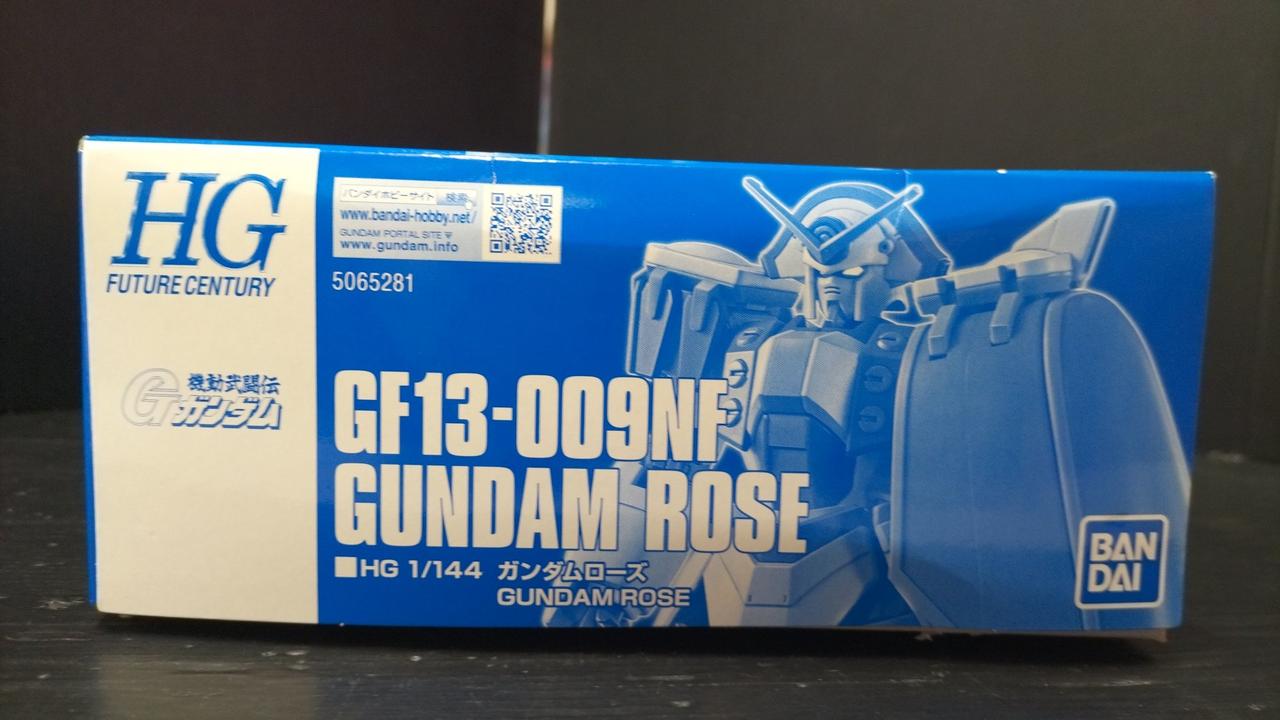 HG
FUTURE CENTURY
機動武闘伝
Gガンダム
バンダイホビーサイト 検索
www.bandai-hobby.net/
GUNDAM PORTAL SITE
www.gundam.info
5065281
GF13-009NF
GUNDAM ROSE
■HG 1/144 ガンダムローズ
GUNDAM ROSE
BAN
DAI